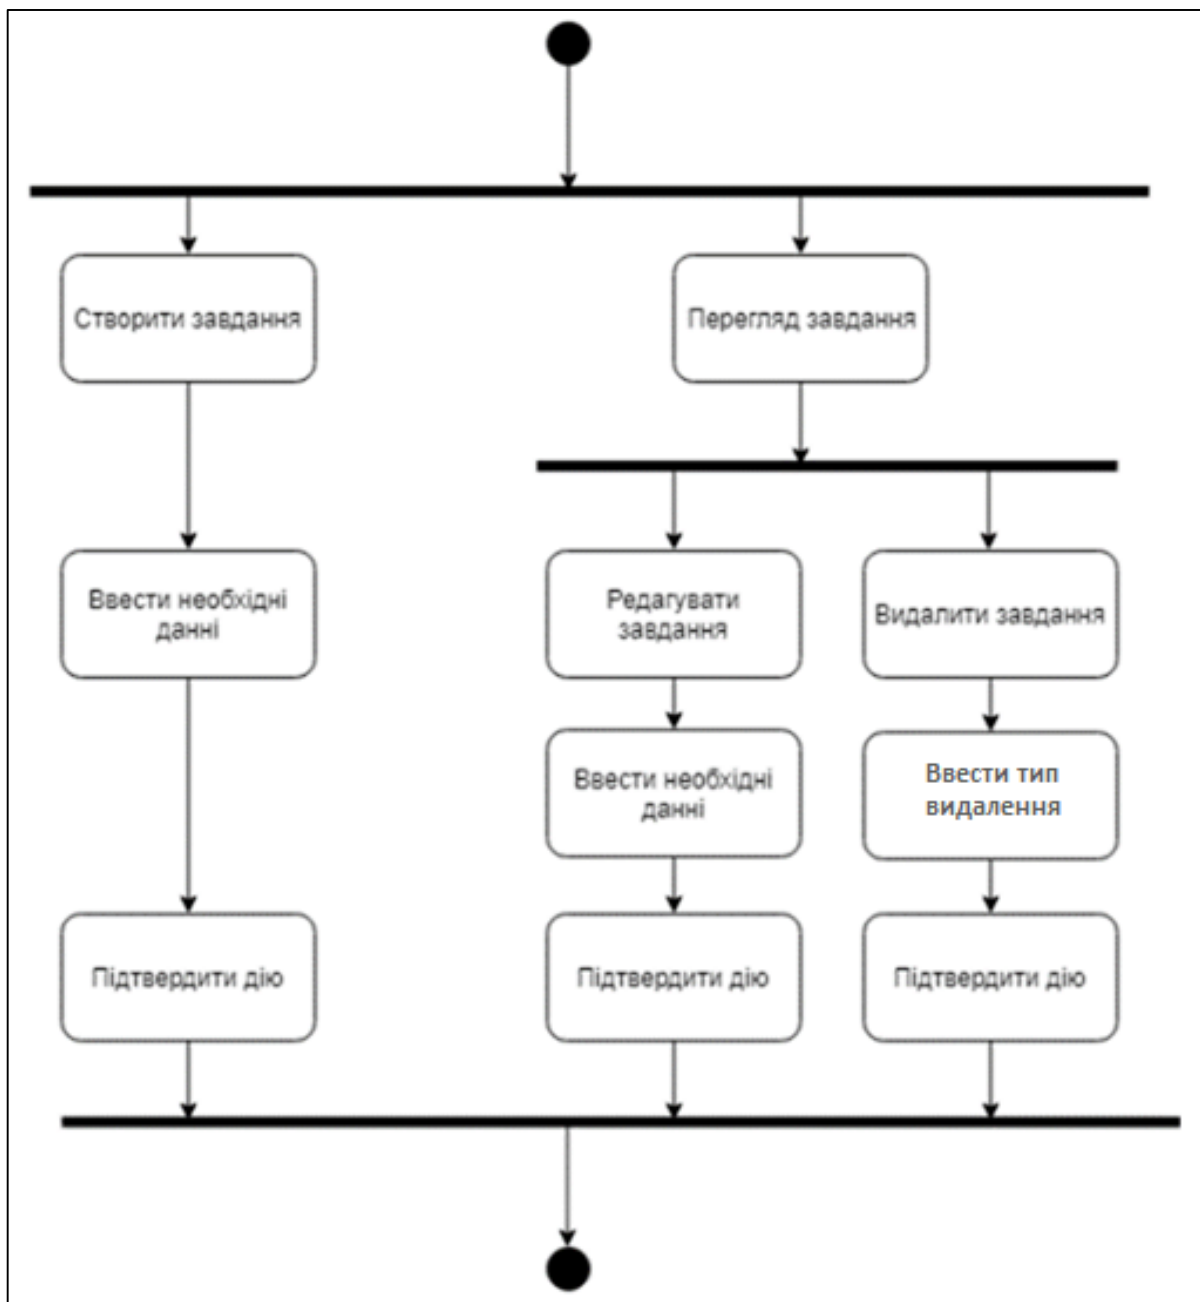 Створити завдання
Перегляд завдання
Ввести необхідні
данні
Редагувати
завдання
Видалити завдання
Ввести необхідні
данні
Ввести тип
видалення
Підтвердити дію
Підтвердити дію
Підтвердити дію